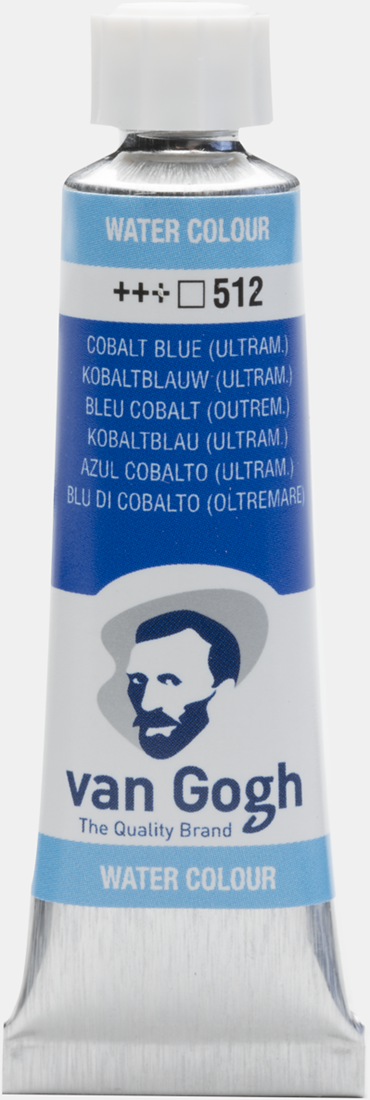 WATER COLOUR
+++ □ 512
COBALT BLUE (ULTRAM.)
KOBALTBLAUW (ULTRAM.)
BLEU COBALT (OUTREM.)
KOBALTBLAU (ULTRAM.)
AZUL COBALTO (ULTRAM.)
BLU DI COBALTO (OLTREMARE)
van Gogh
The Quality Brand
WATER COLOUR